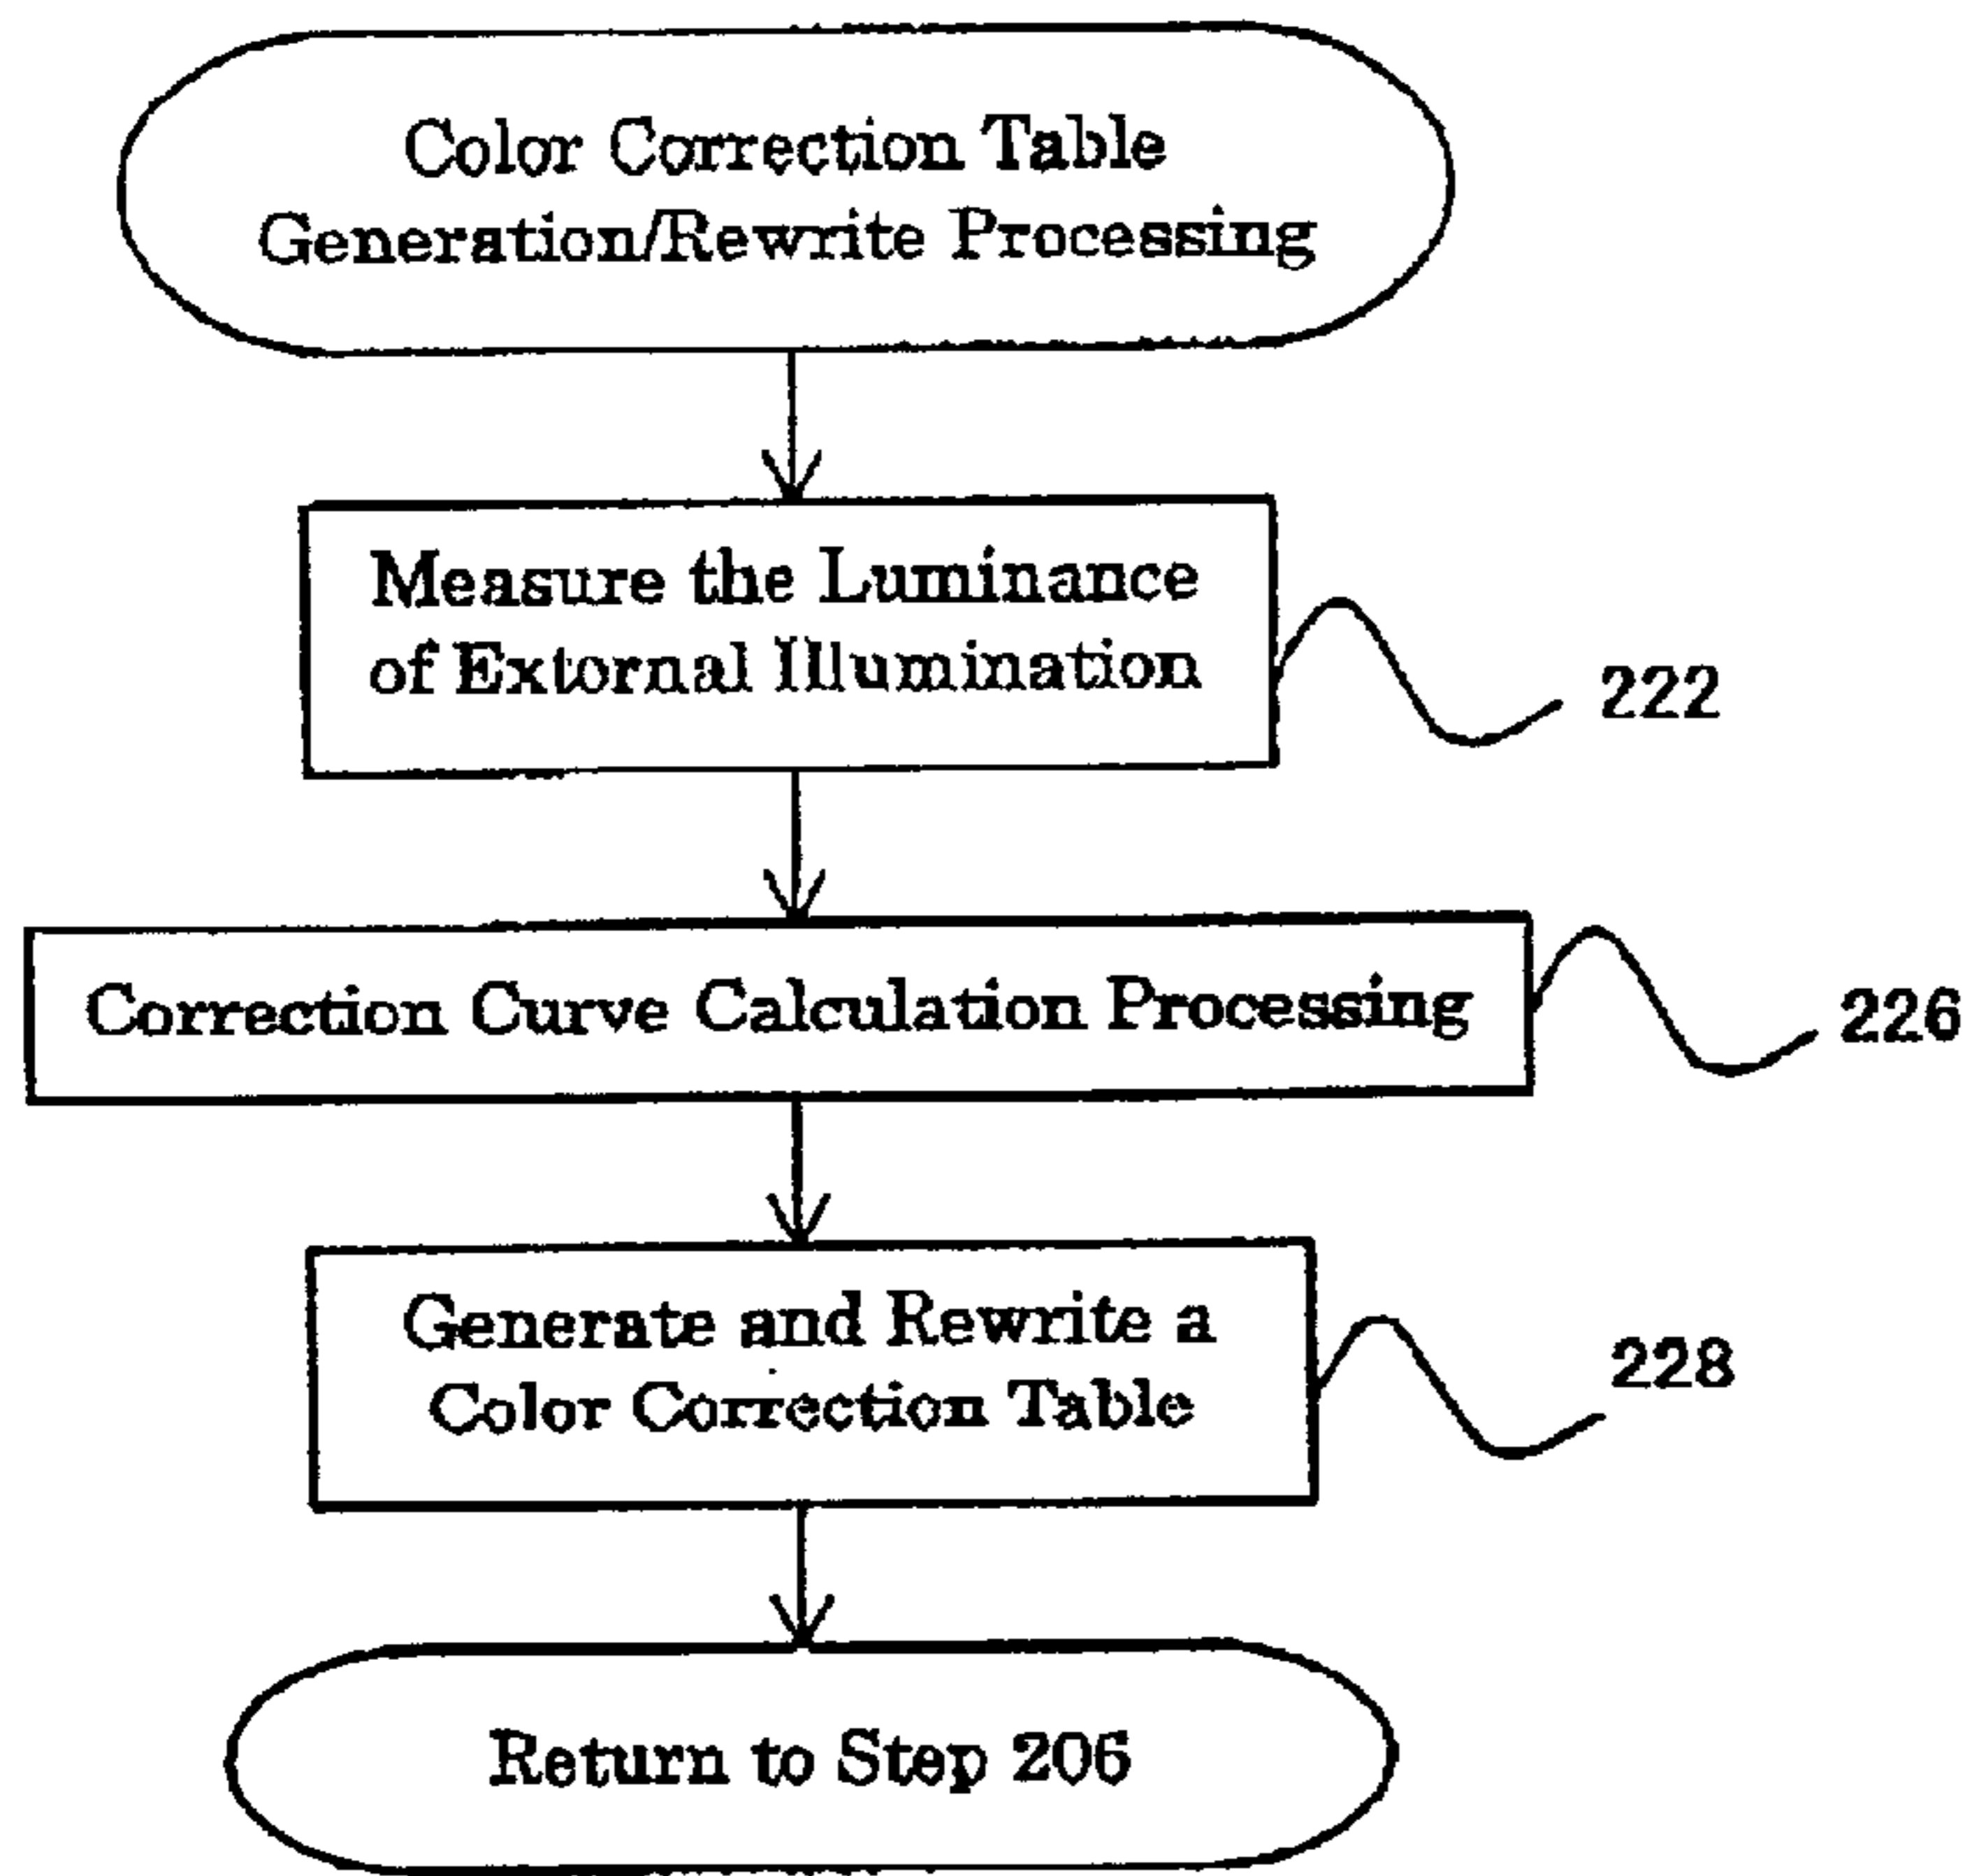 Color Correction Table
Generation/Rewrite Processing
Measure the Luminance
of External Illumination
222
Correction Curve Calculation Processing
226
Generate and Rewrite a
Color Correction Table
228
Return to Step 206